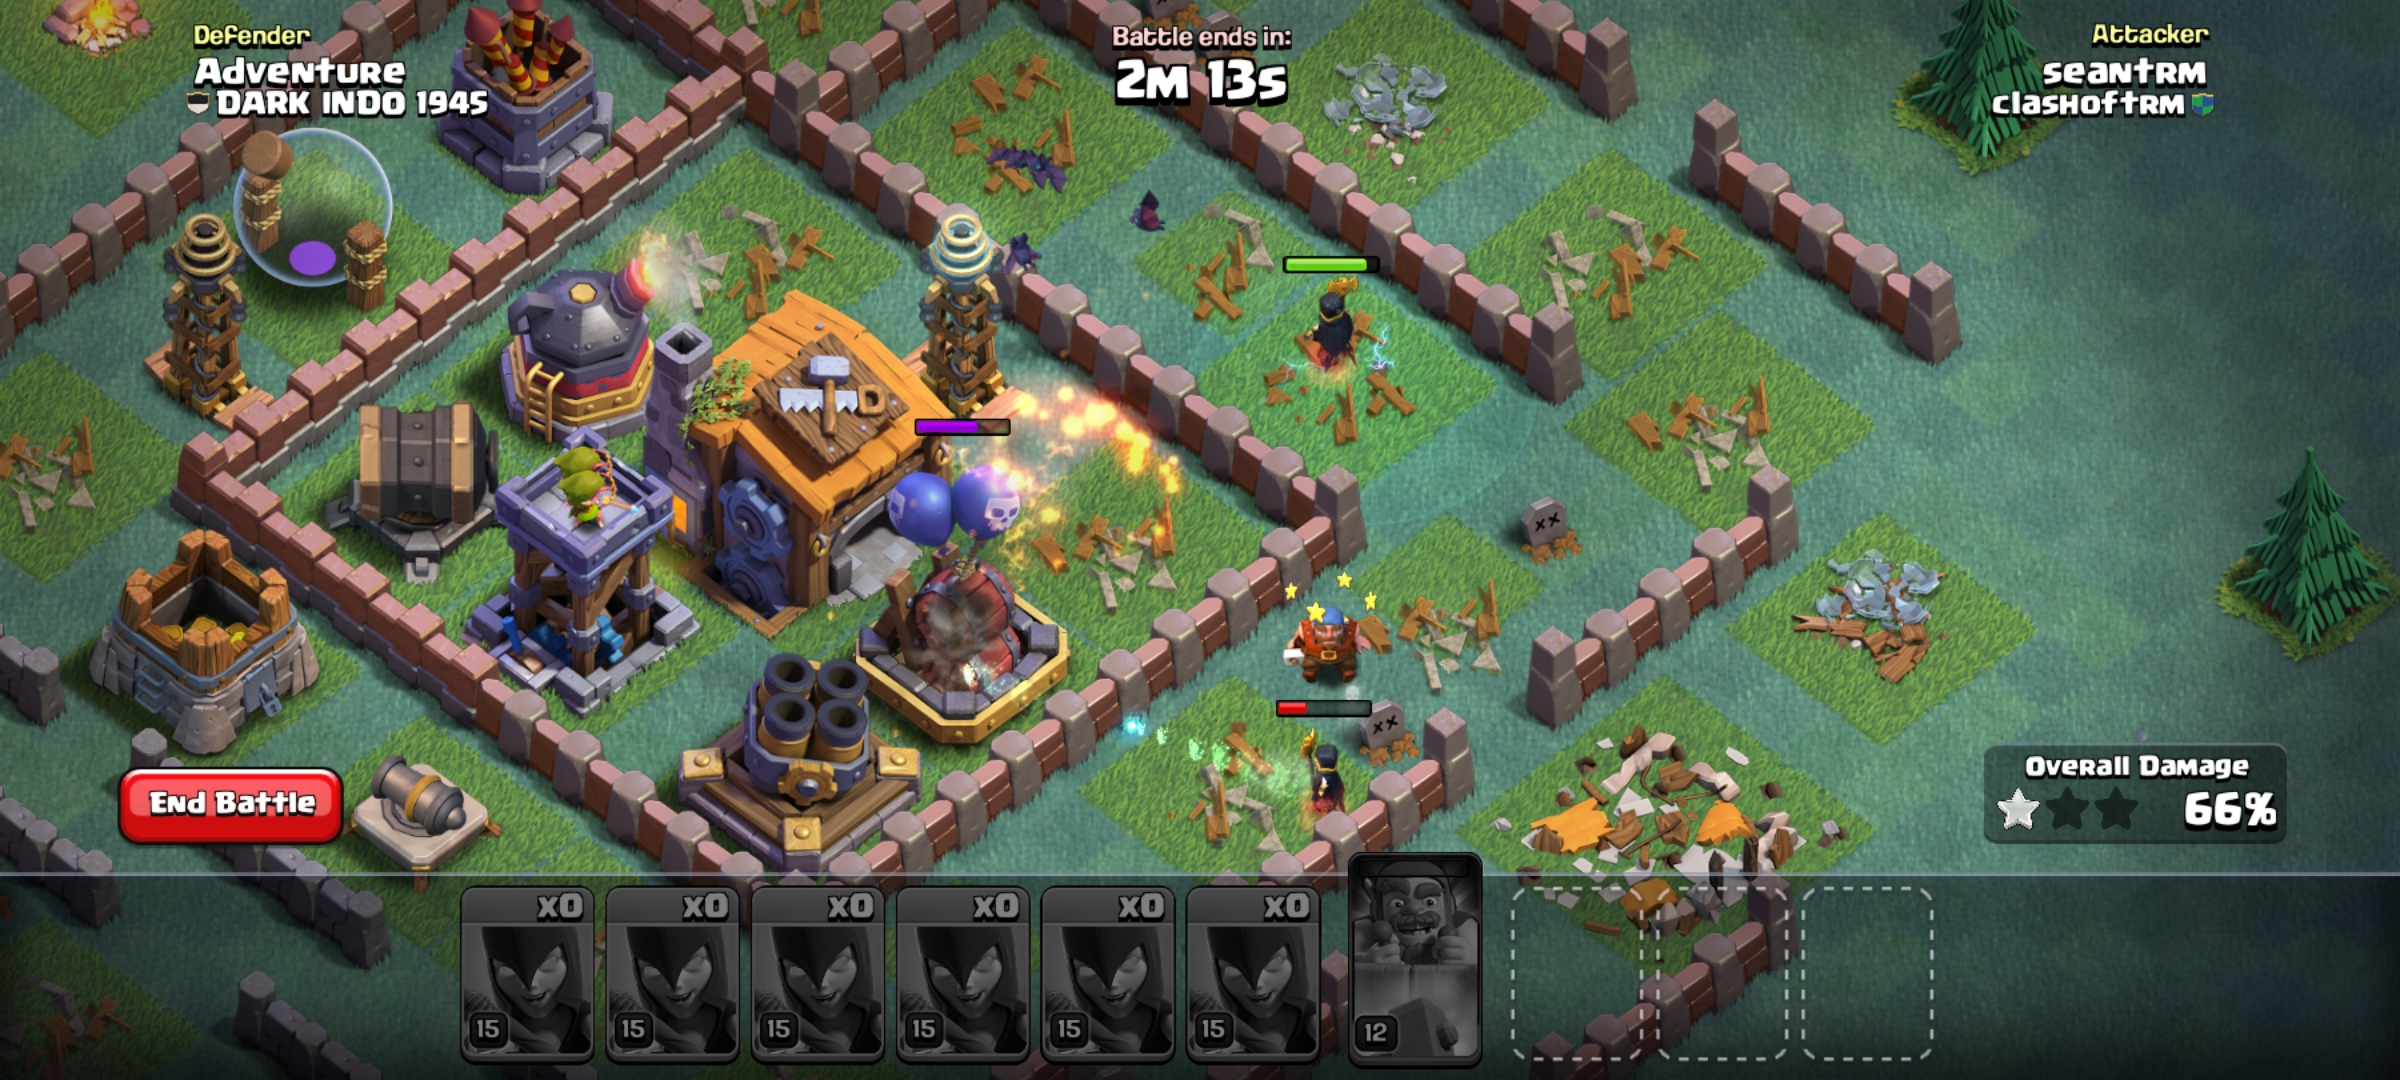 Defender
Adventure
DARK INDO 1945
Battle ends in:
2M 13s
Attacker
seantrm
clashoftrm
End Battle
Overall Damage
66%
x0
x0
x0
x0
x0
x0
15
15
15
15
15
15
12